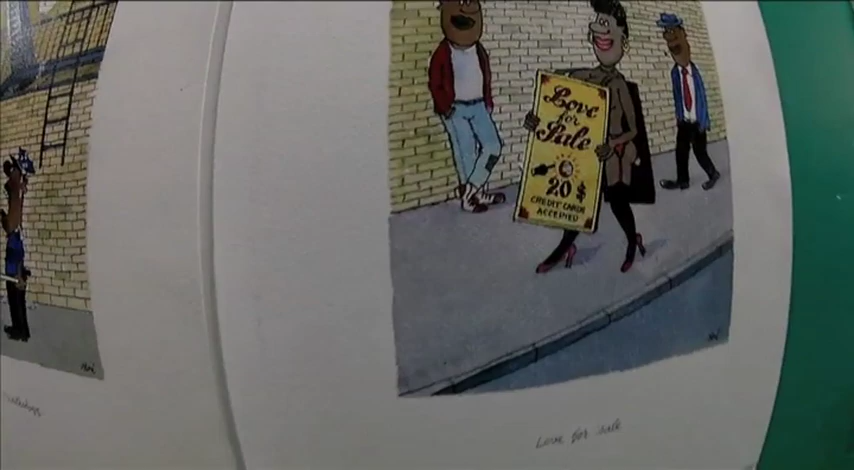 Love
for
Sale
20 $
CREDIT CARDS
ACCEPTED
Love for sale